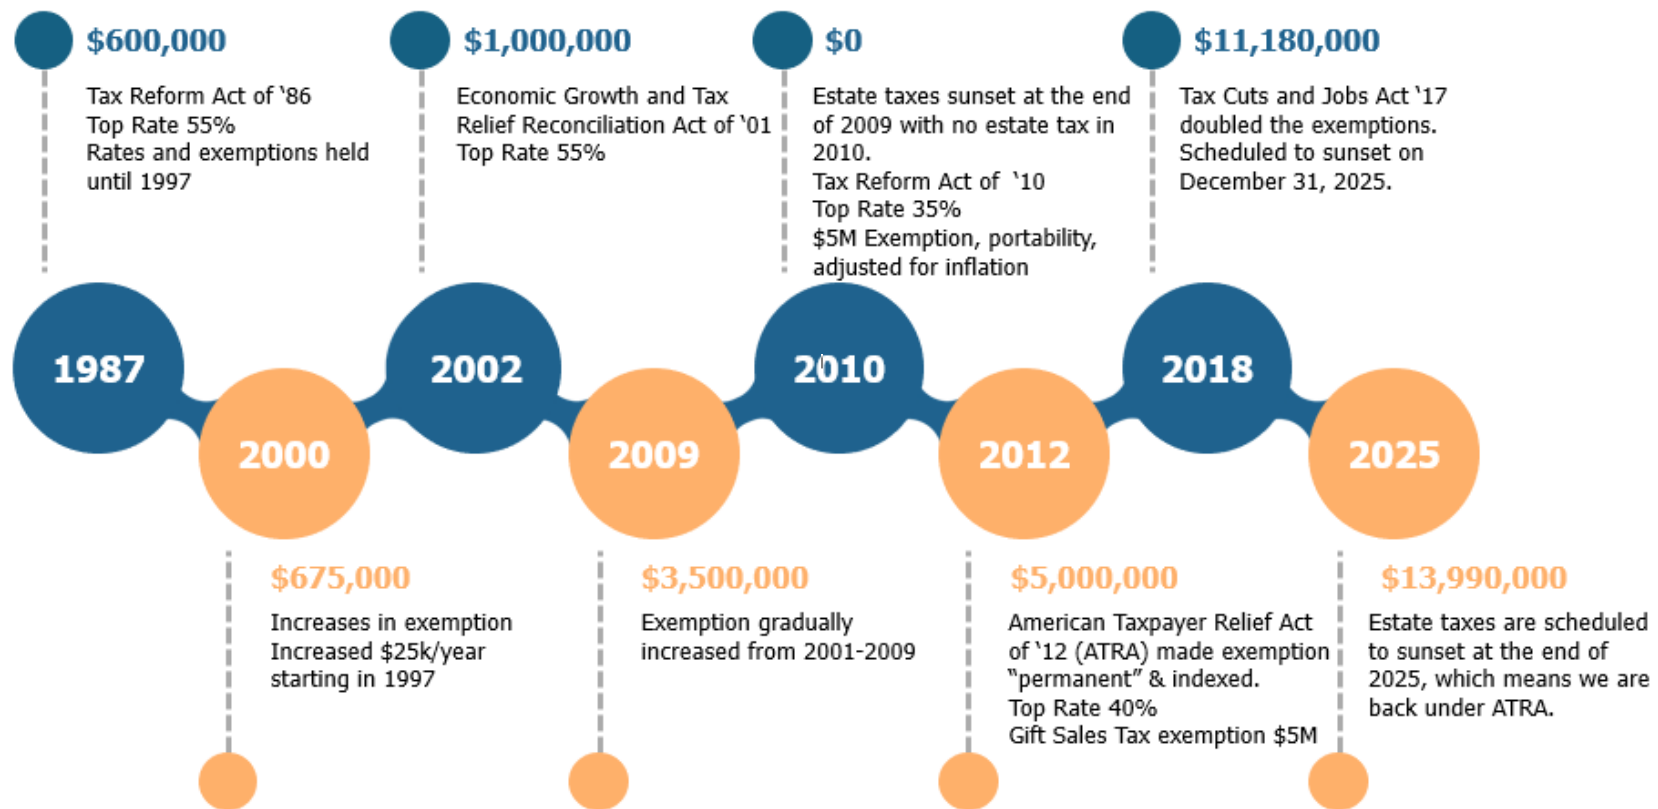 $600,000
Tax Reform Act of ‘86
Top Rate 55%
Rates and exemptions held
until 1997
$1,000,000
Economic Growth and Tax
Relief Reconciliation Act of ‘01
Top Rate 55%
$0
Estate taxes sunset at the end
of 2009 with no estate tax in
2010.
Tax Reform Act of ‘10
Top Rate 35%
$5M Exemption, portability,
adjusted for inflation
$11,180,000
Tax Cuts and Jobs Act ‘17
doubled the exemptions.
Scheduled to sunset on
December 31, 2025.
1987
2000
2002
2009
2010
2012
2018
2025
$675,000
Increases in exemption
Increased $25k/year
starting in 1997
$3,500,000
Exemption gradually
increased from 2001-2009
$5,000,000
American Taxpayer Relief Act
of ‘12 (ATRA) made exemption
“permanent” & indexed.
Top Rate 40%
Gift Sales Tax exemption $5M
$13,990,000
Estate taxes are scheduled
to sunset at the end of
2025, which means we are
back under ATRA.